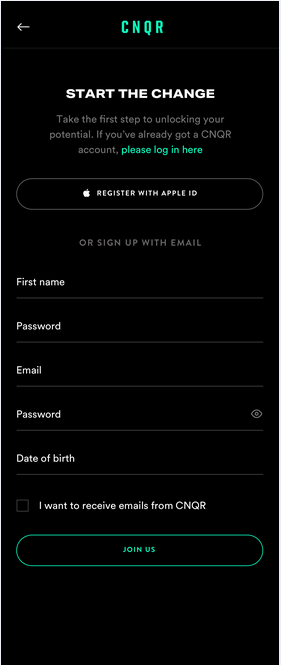 CNQR
START THE CHANGE
Take the first step to unlocking your
potential. If you've already got a CNQR
account, please log in here
REGISTER WITH APPLE ID
OR SIGN UP WITH EMAIL
First name
Password
Email
Password
Date of birth
I want to receive emails from CNQR
JOIN US